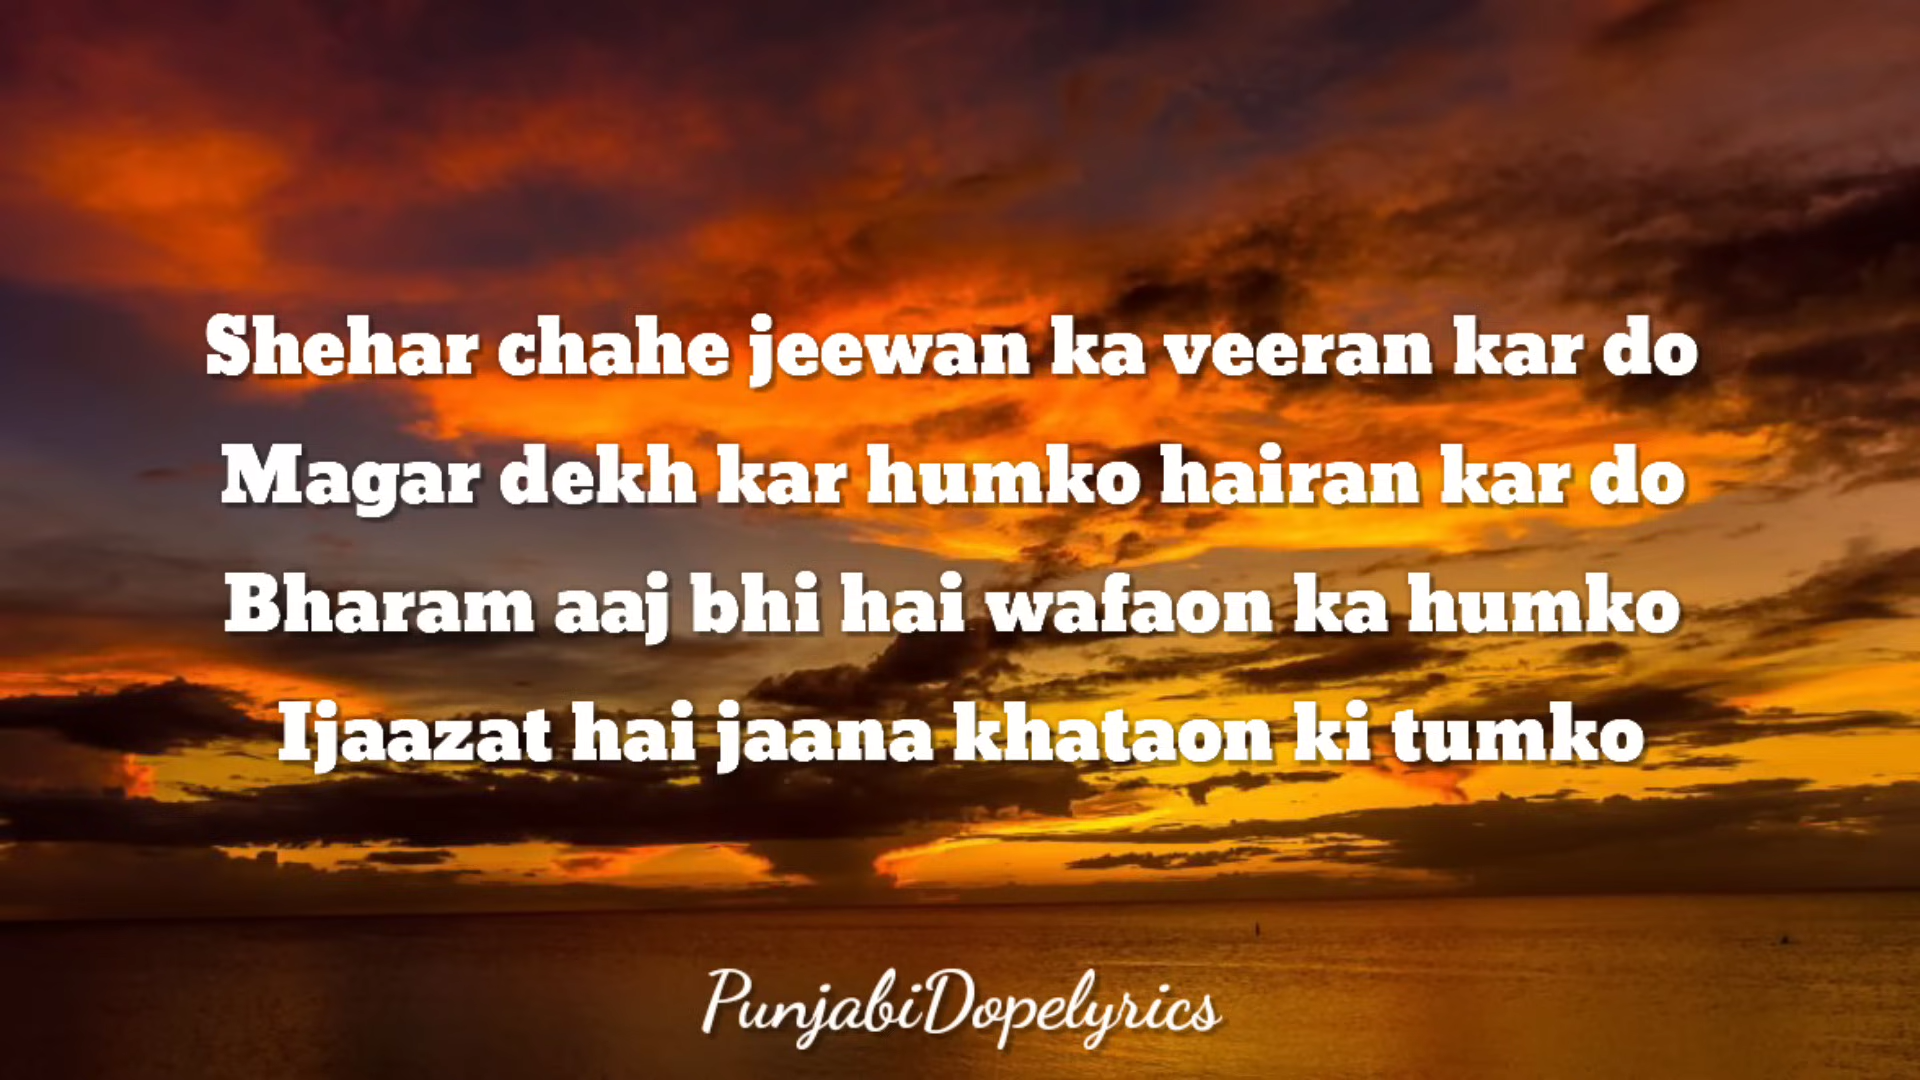 Shehar chahe jeewan ka veeran kar do
Magar dekh kar humko hairan kar do
Bharam aaj bhi hai wafaon ka humko
Ijaazat hai jaana khataon ki tumko
PunjabiDopelyrics